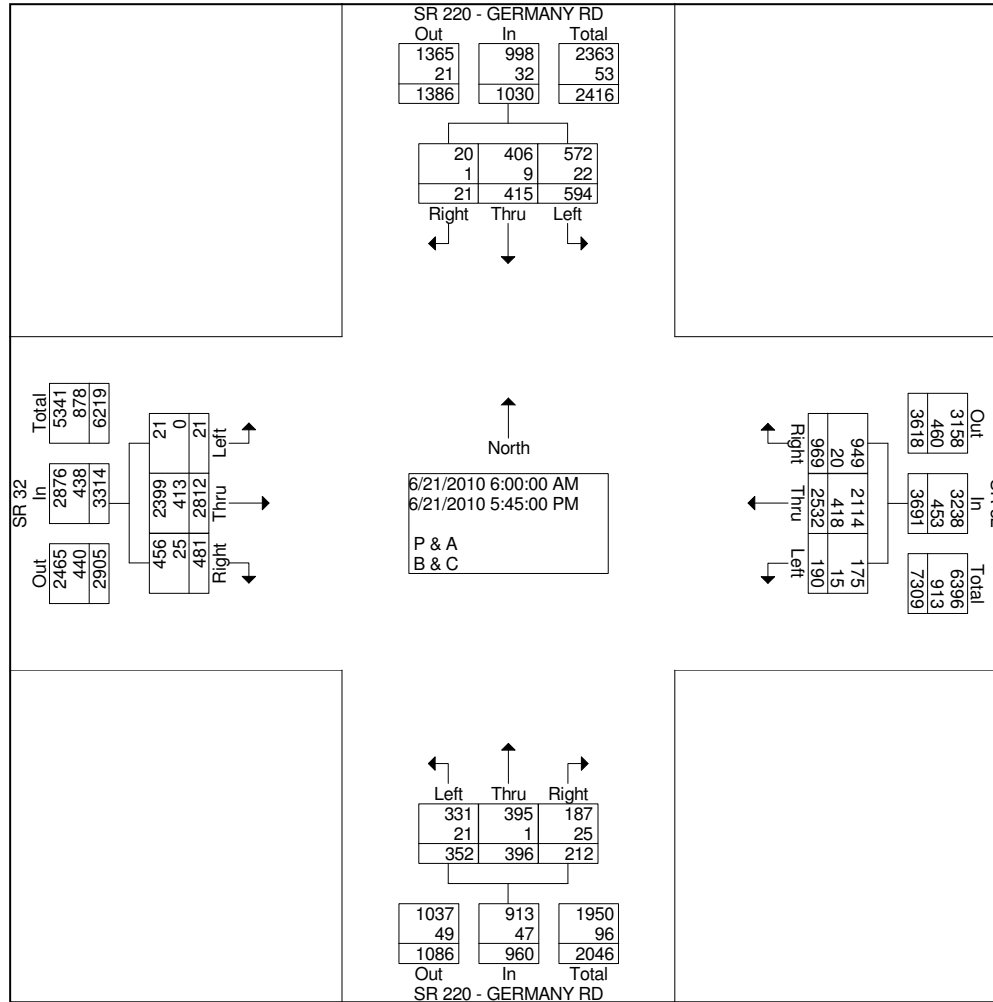 SR 220 - GERMANY RD
Out In Total
1365 998 2363
21 32 53
1386 1030 2416
20 406 572
1 9 22
21 415 594
Right Thru Left
SR 32
Total
5341
878
6219
In
2876
438
3314
Out
2465
440
2905
21 0 21
Left
2399 413 2812
Thru
456 25 481
Right
North
6/21/2010 6:00:00 AM
6/21/2010 5:45:00 PM
P & A
B & C
Out
3158
460
3618
In
3238
453
3691
Total
6396
913
7309
Right
949
20
969
Thru
2114
418
2532
Left
175
15
190
Left Thru Right
331 395 187
21 1 25
352 396 212
1037 913 1950
49 47 96
1086 960 2046
Out In Total
SR 220 - GERMANY RD